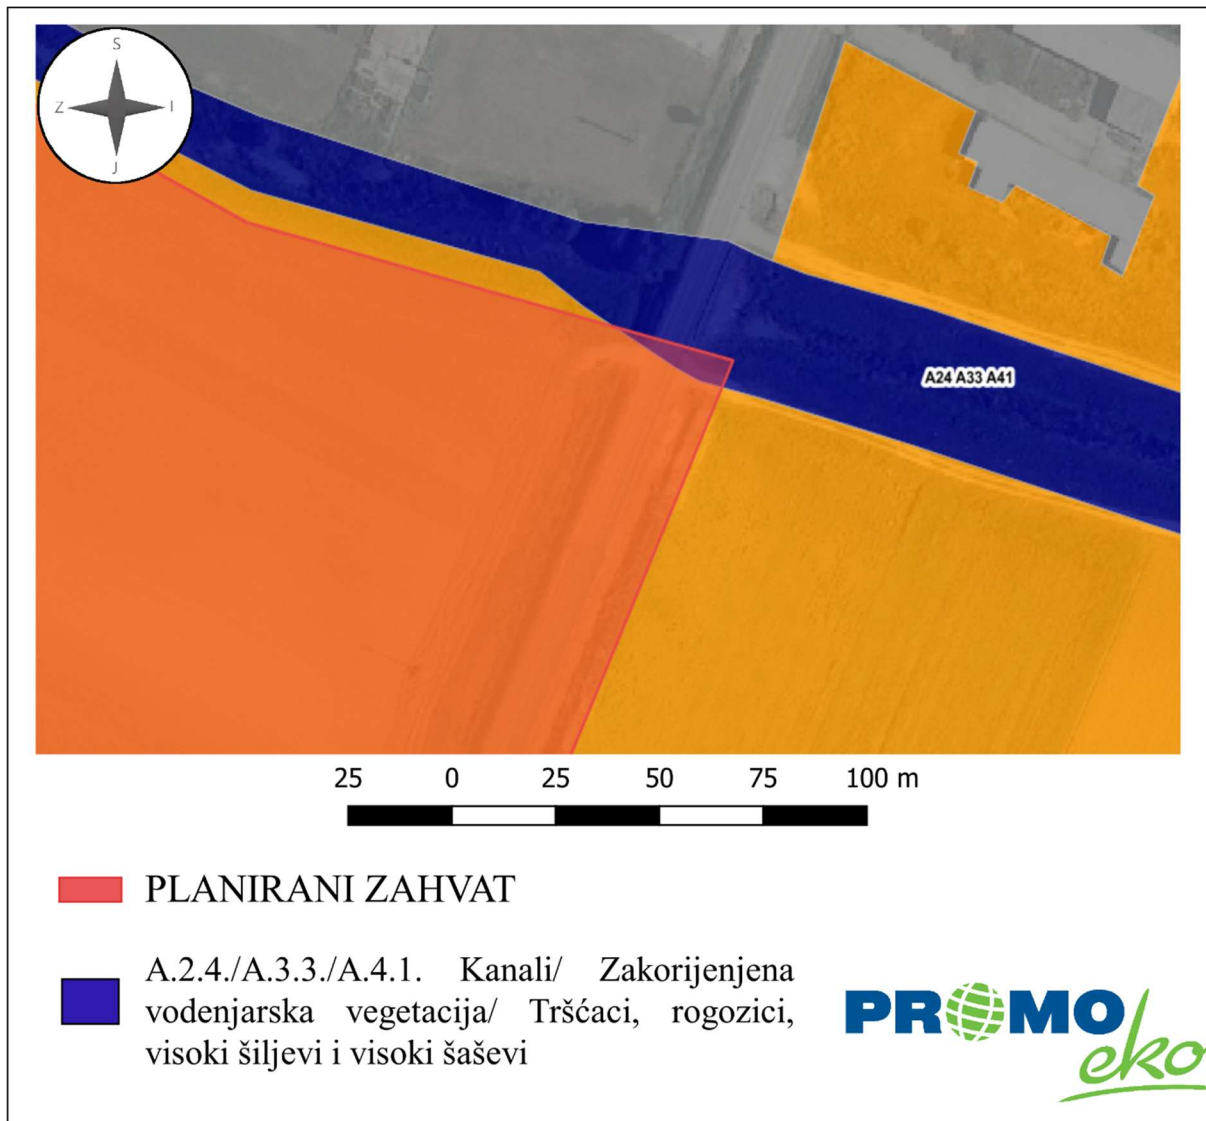 S
Z I
J
A24 A33 A41
25 0 25 50 75 100 m
PLANIRANI ZAHVAT
A.2.4./A.3.3./A.4.1. Kanali/ Zakorijenjena
vodenjarska vegetacija/ Tršćaci, rogozici,
visoki šiljevi i visoki šaševi
PROMO
eko